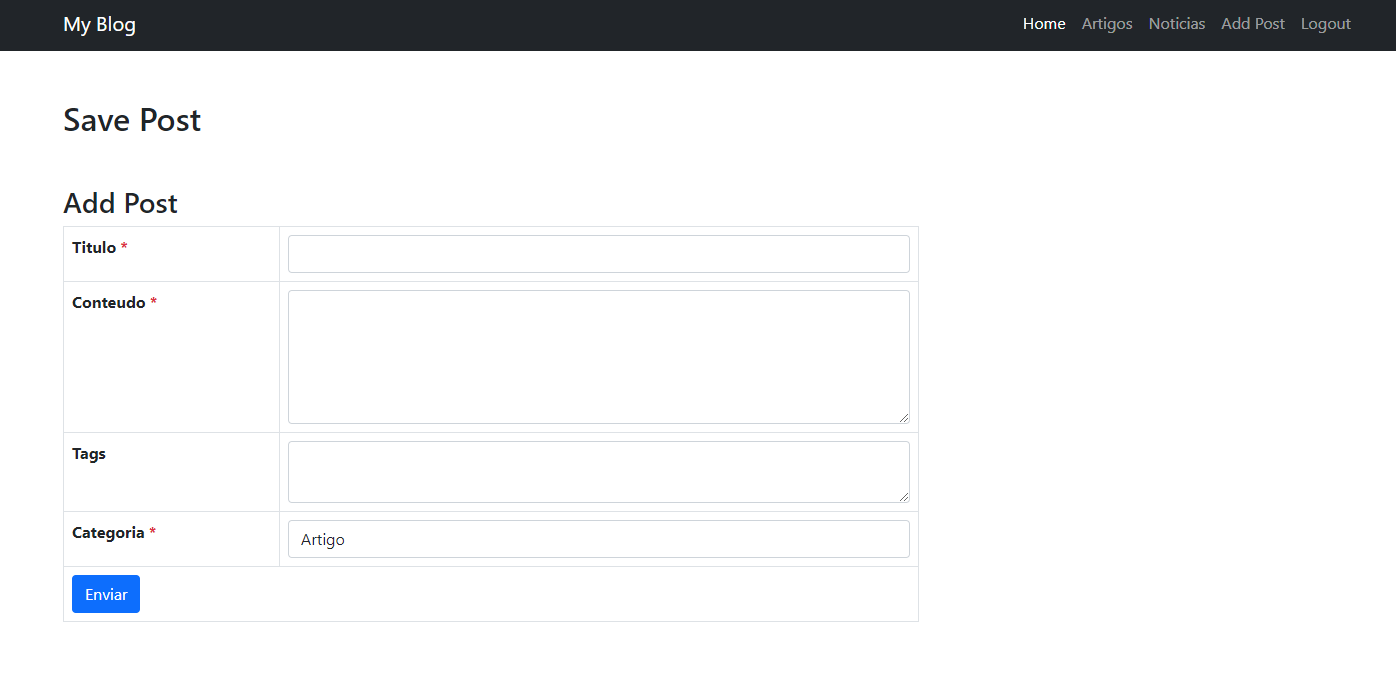 My Blog
Home Artigos Noticias Add Post Logout
Save Post
Add Post
Titulo *
Conteudo *
Tags
Categoria *
Artigo
Enviar